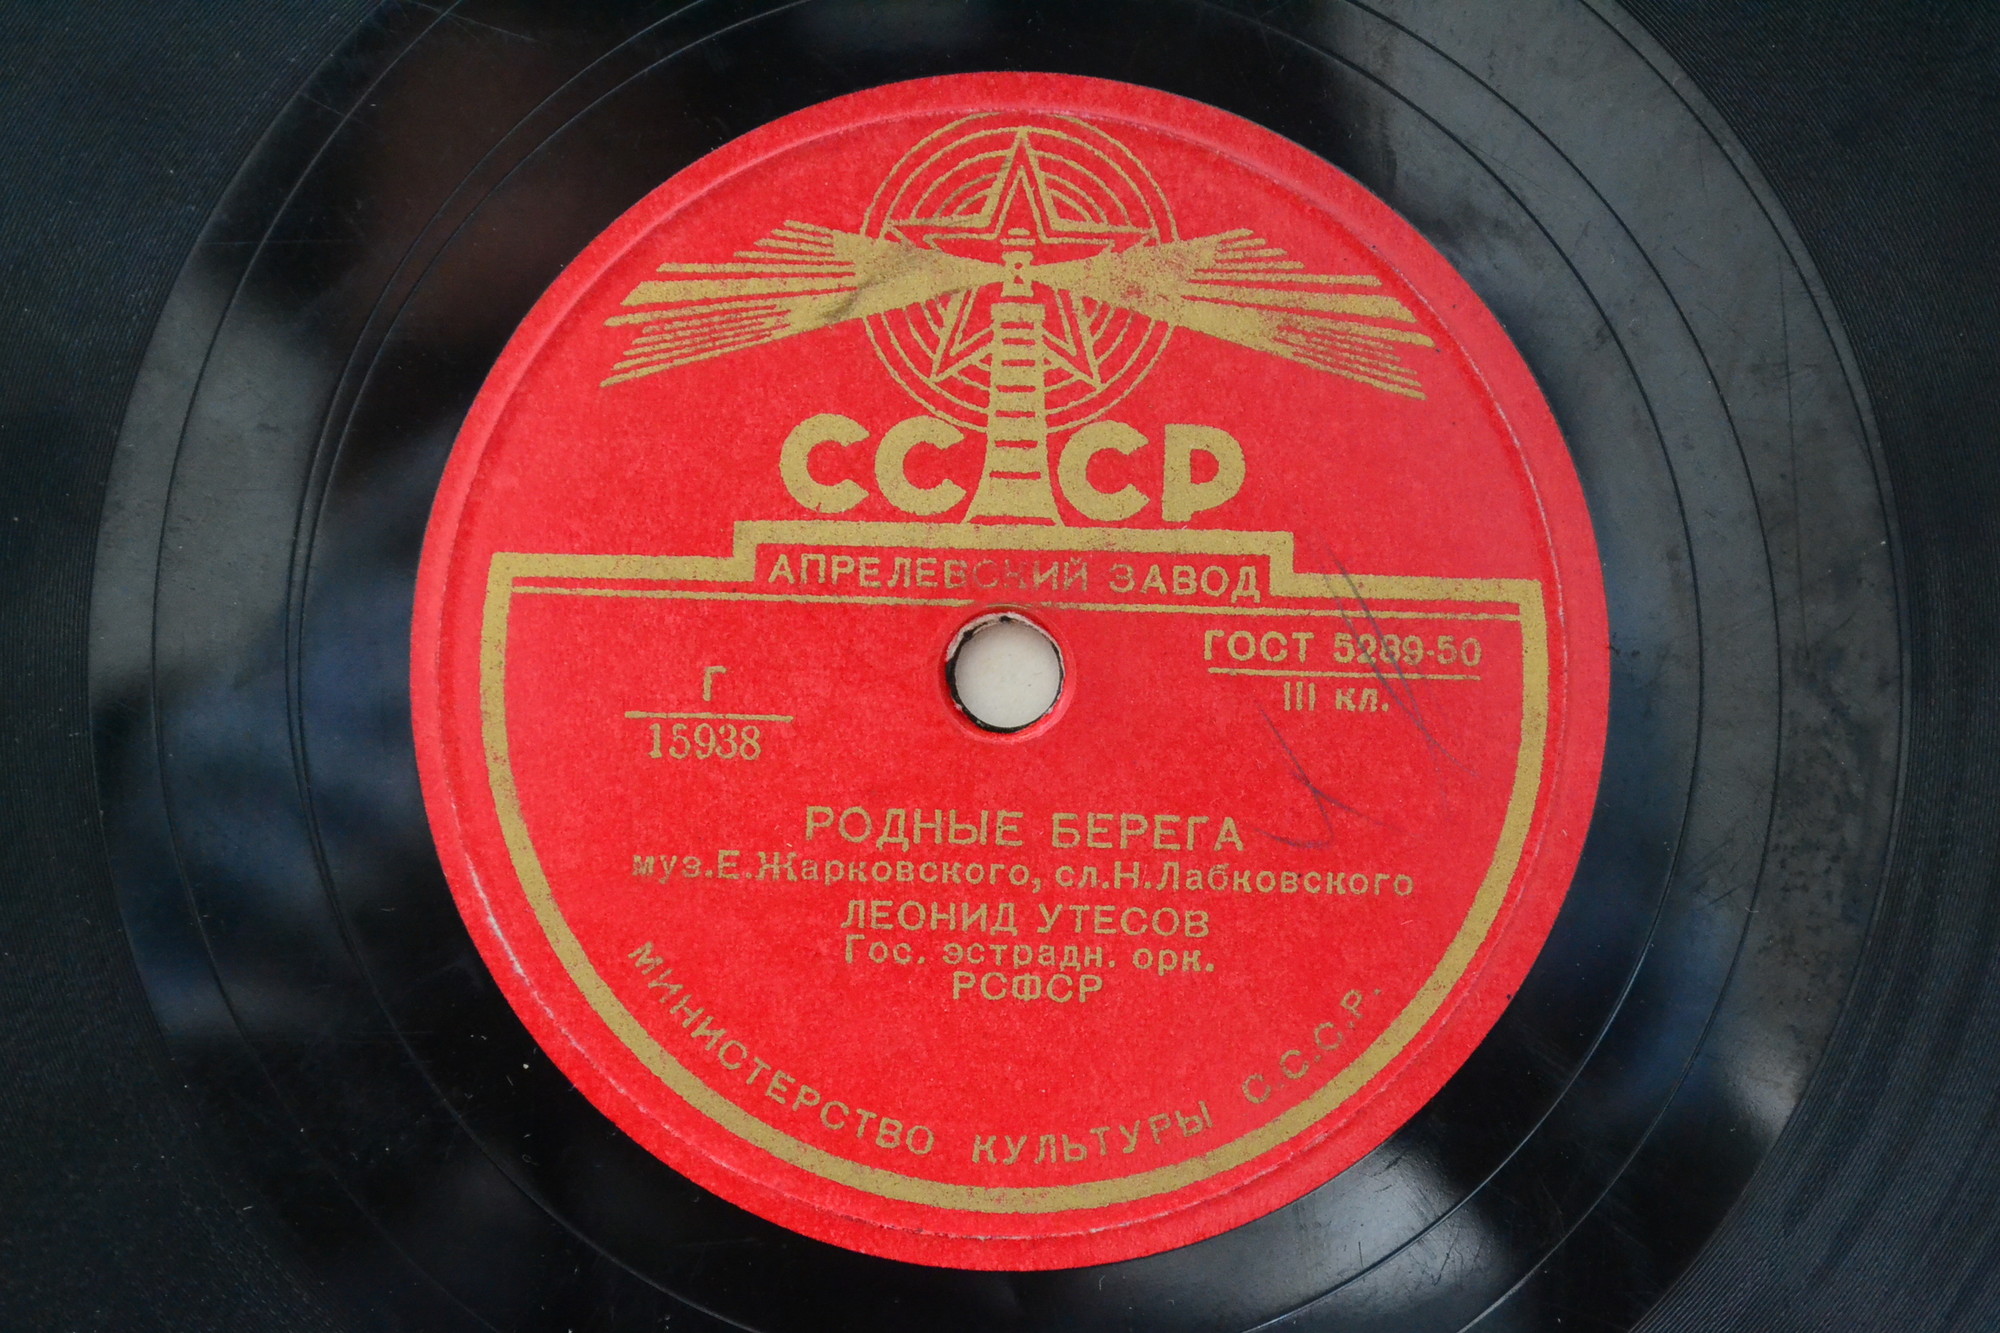 СССР
АПРЕЛЕВСКИЙ ЗАВОД
ГОСТ 5289-50
III кл.
Г
15938
РОДНЫЕ БЕРЕГА
муз.Е.Жарковского, сл.Н.Лабковского
ЛЕОНИД УТЕСОВ
Гос. эстрадн. орк.
РСФСР
МИНИСТЕРСТВО КУЛЬТУРЫ С.С.С.Р.